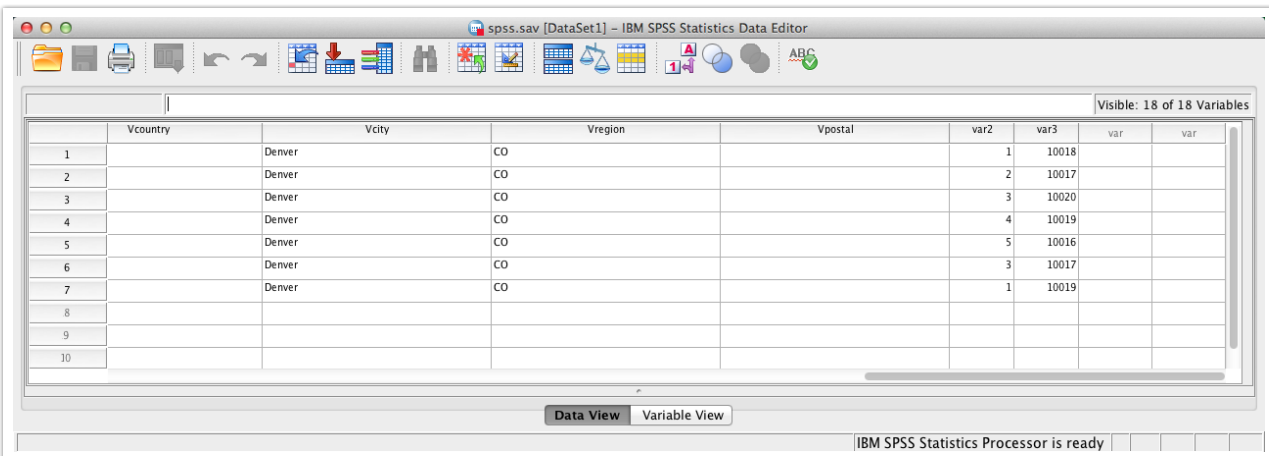 spss.sav [DataSet1] – IBM SPSS Statistics Data Editor
A
1 4
ABC
Visible: 18 of 18 Variables
Vcountry Vcity Vregion Vpostal var2 var3 var var
1 Denver CO 1 10018
2 Denver CO 2 10017
3 Denver CO 3 10020
4 Denver CO 4 10019
5 Denver CO 5 10016
6 Denver CO 3 10017
7 Denver CO 1 10019
8
9
10
Data View Variable View
IBM SPSS Statistics Processor is ready